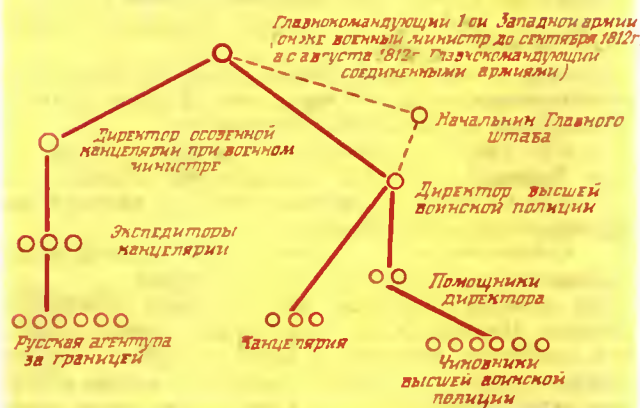 Главнокомандующий 1-ой Западной армии
(он же военный министр до сентября 1812г
а с августа 1812г Главнокомандующий
соединенными армиями)
Начальник Главного
штаба
Директор особенной
канцелярии при военном
министре
Директор высшей
воинской полиции
Экспедиторы
канцелярии
Помощники
директора
Русская агентура
за границей
Канцелярия
Чиновники
высшей воинской
полиции